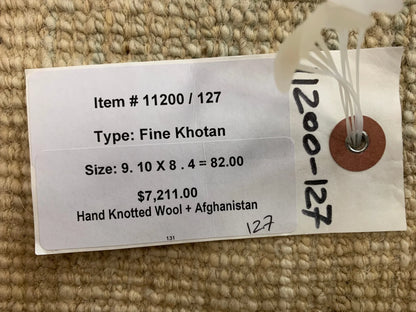 Item # 11200 / 127
Type: Fine Khotan
Size: 9. 10 X 8 . 4 = 82.00
$7,211.00
Hand Knotted Wool + Afghanistan
131
127
11200-127